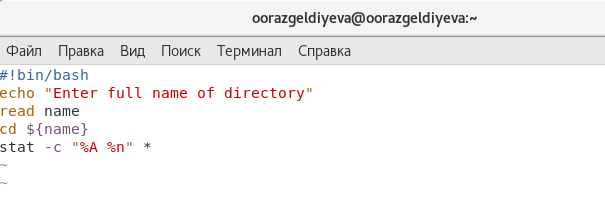 oorazgeldiyeva@oorazgeldiyeva:~
Файл Правка Вид Поиск Терминал Справка
#!bin/bash
echo "Enter full name of directory"
read name
cd ${name}
stat -c "%A %n" *
~
~